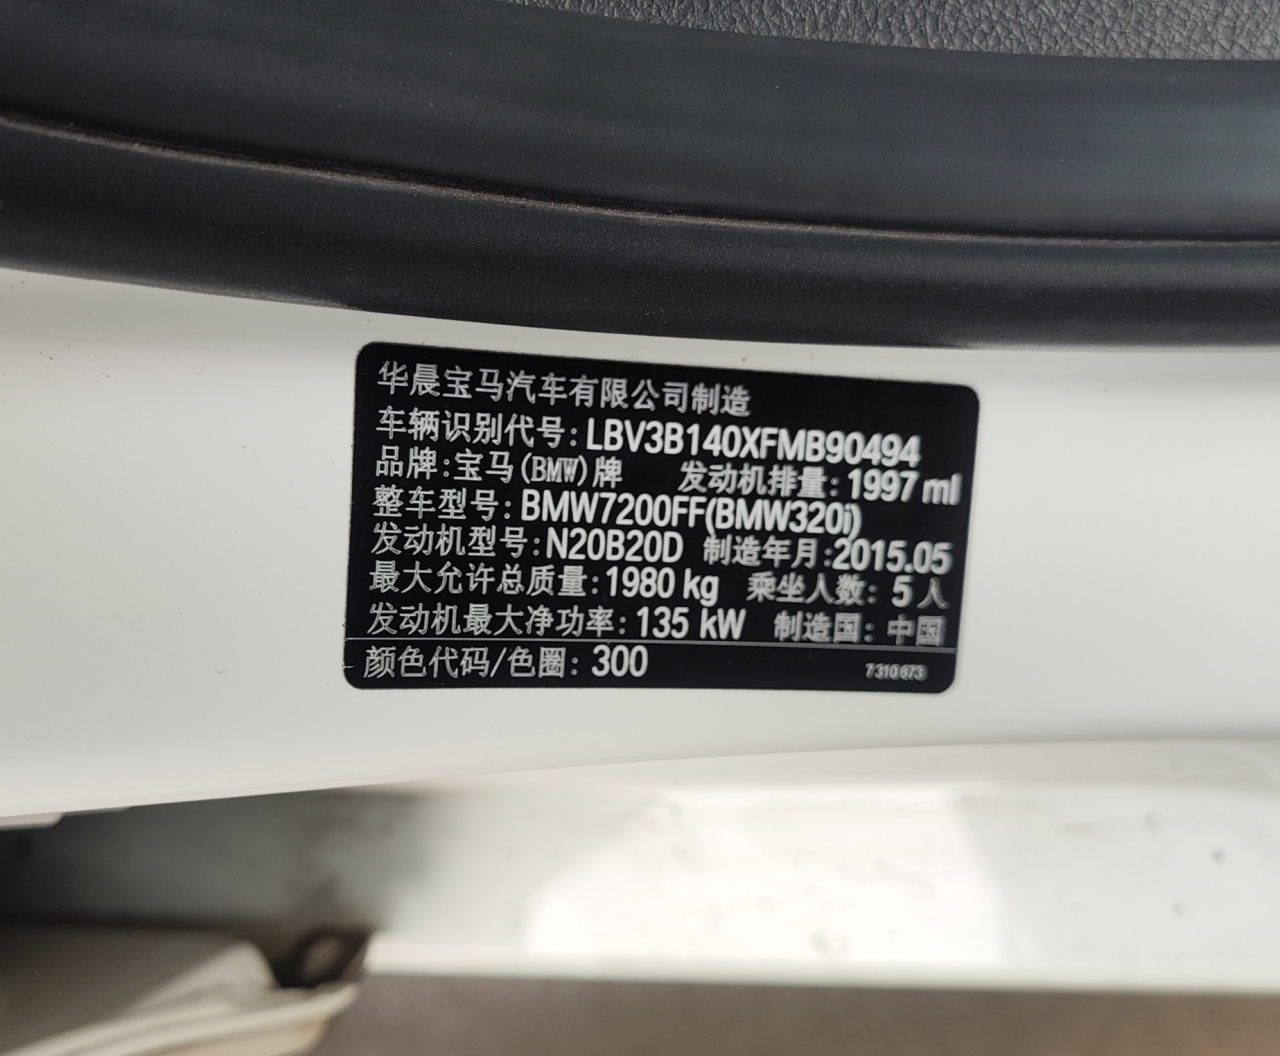 华晨宝马汽车有限公司制造
车辆识别代号: LBV3B140XFMB90494
品牌:宝马(BMW)牌 发动机排量: 1997 ml
整车型号: BMW7200FF(BMW320i)
发动机型号: N20B20D 制造年月:2015.05
最大允许总质量: 1980 kg 乘坐人数: 5 人
发动机最大净功率: 135 kW 制造国: 中国
颜色代码/色圈: 300 7310673